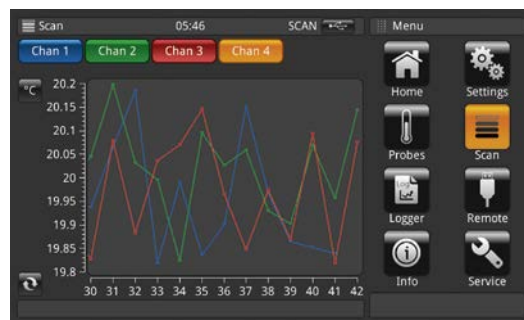 Scan 05:46 SCAN
Menu
Chan 1 Chan 2 Chan 3 Chan 4
°C
20.2
20.15
20.1
20.05
20
19.95
19.9
19.85
19.8
30 31 32 33 34 35 36 37 38 39 40 41 42
Home Settings
Probes Scan
Log
Logger Remote
Info Service